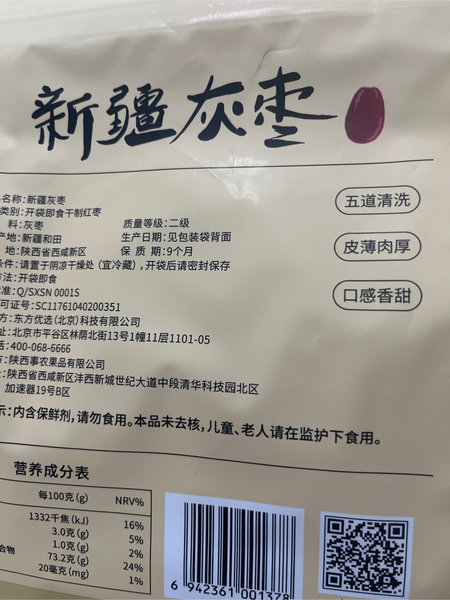 新疆灰枣
五道清洗
皮薄肉厚
口感香甜
名称:新疆灰枣
类别:开袋即食干制红枣
料:灰枣 质量等级:二级
地:新疆和田 生产日期:见包装袋背面
地:陕西省西咸新区 保质期:9个月
条件:请置于阴凉干燥处(宜冷藏),开袋后请密封保存
方法:开袋即食
准:Q/SXSN 0001S
可证号:SC11761040200351
方:东方优选(北京)科技有限公司
址:北京市平谷区林荫北街13号1幢11层1101-05
话:400-068-6666
方:陕西事农果品有限公司
址:陕西省西咸新区沣西新城世纪大道中段清华科技园北区
加速器19号B区
示:内含保鲜剂,请勿食用。本品未去核,儿童、老人请在监护下食用。
营养成分表
每100克(g) NRV%
1332千焦(kJ) 16%
3.0克(g) 5%
1.0克(g) 2%
合物 73.2克(g) 24%
20毫克(mg) 1%
6 942361 001378